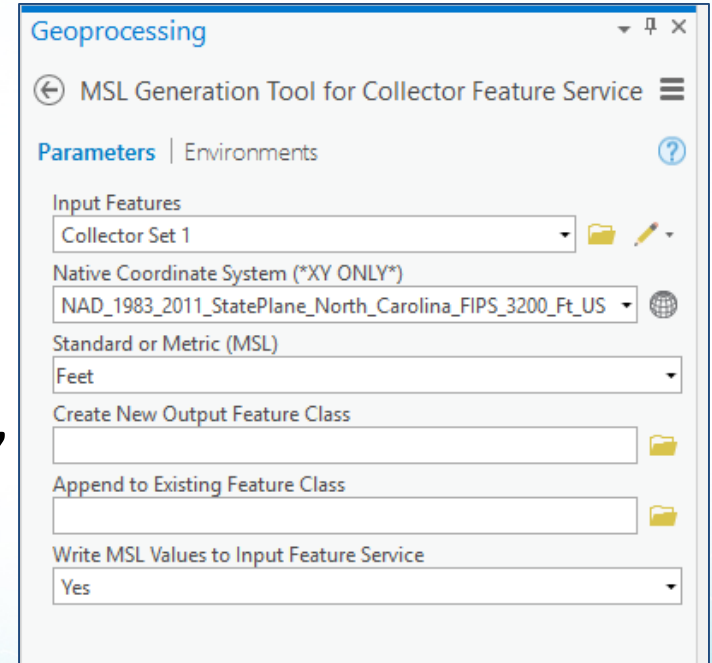 Geoprocessing
MSL Generation Tool for Collector Feature Service
Parameters | Environments
Input Features
Collector Set 1
Native Coordinate System (*XY ONLY*)
NAD_1983_2011_StatePlane_North_Carolina_FIPS_3200_Ft_US
Standard or Metric (MSL)
Feet
Create New Output Feature Class
Append to Existing Feature Class
Write MSL Values to Input Feature Service
Yes